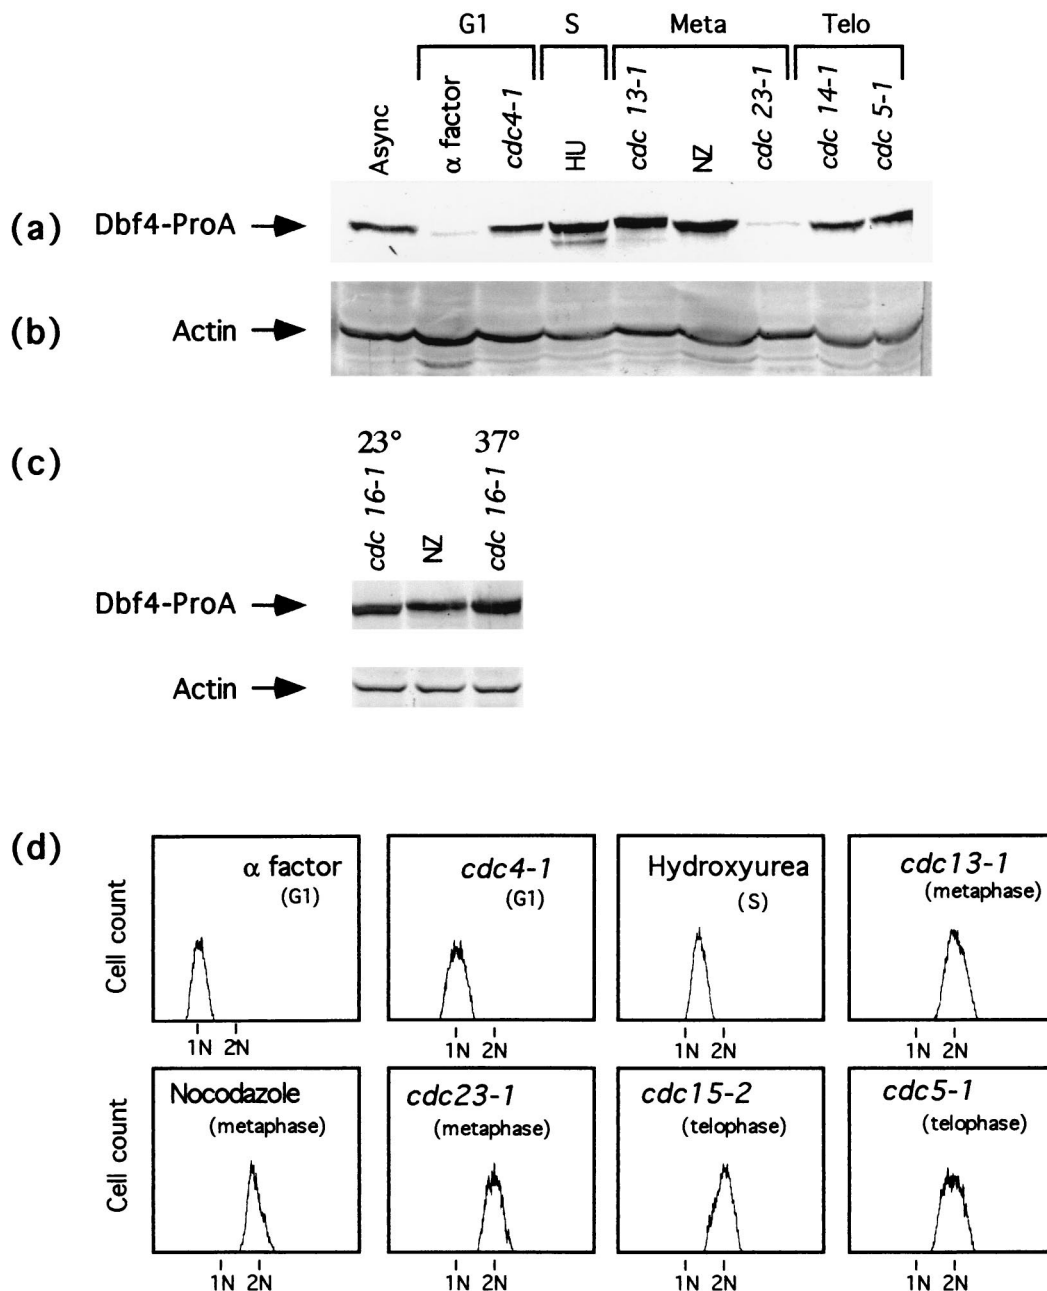 G1 S Meta Telo
Async α factor cdc4-1 HU cdc 13-1 NZ cdc 23-1 cdc 14-1 cdc 5-1
(a) Dbf4-ProA
(b) Actin
(c) 23° 37°
cdc 16-1 NZ cdc 16-1
Dbf4-ProA
Actin
(d)
Cell count
α factor
(G1)
1N 2N
cdc4-1
(G1)
1N 2N
Hydroxyurea
(S)
1N 2N
cdc13-1
(metaphase)
1N 2N
Cell count
Nocodazole
(metaphase)
1N 2N
cdc23-1
(metaphase)
1N 2N
cdc15-2
(telophase)
1N 2N
cdc5-1
(telophase)
1N 2N